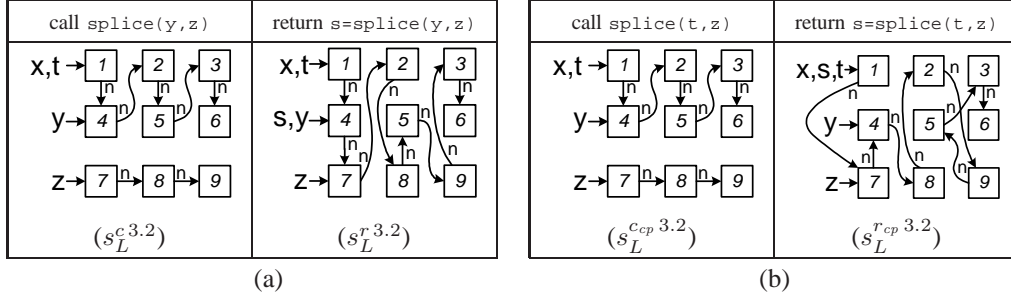 call splice(y,z)
return s=splice(y,z)
call splice(t,z)
return s=splice(t,z)
x,t 1 2 3
n n n n n
y 4 5 6
z 7 n 8 n 9
x,t 1 2 3
n n n n
s,y 4 5 6
n n n n
z 7 8 9
x,t 1 2 3
n n n n n
y 4 5 6
z 7 n 8 n 9
x,s,t 1 2 n 3
n n n
y 4 5 6
n n n n
z 7 8 9
(s_L^{c 3.2})
(s_L^{r 3.2})
(s_L^{c_{cp} 3.2})
(s_L^{r_{cp} 3.2})
(a)
(b)